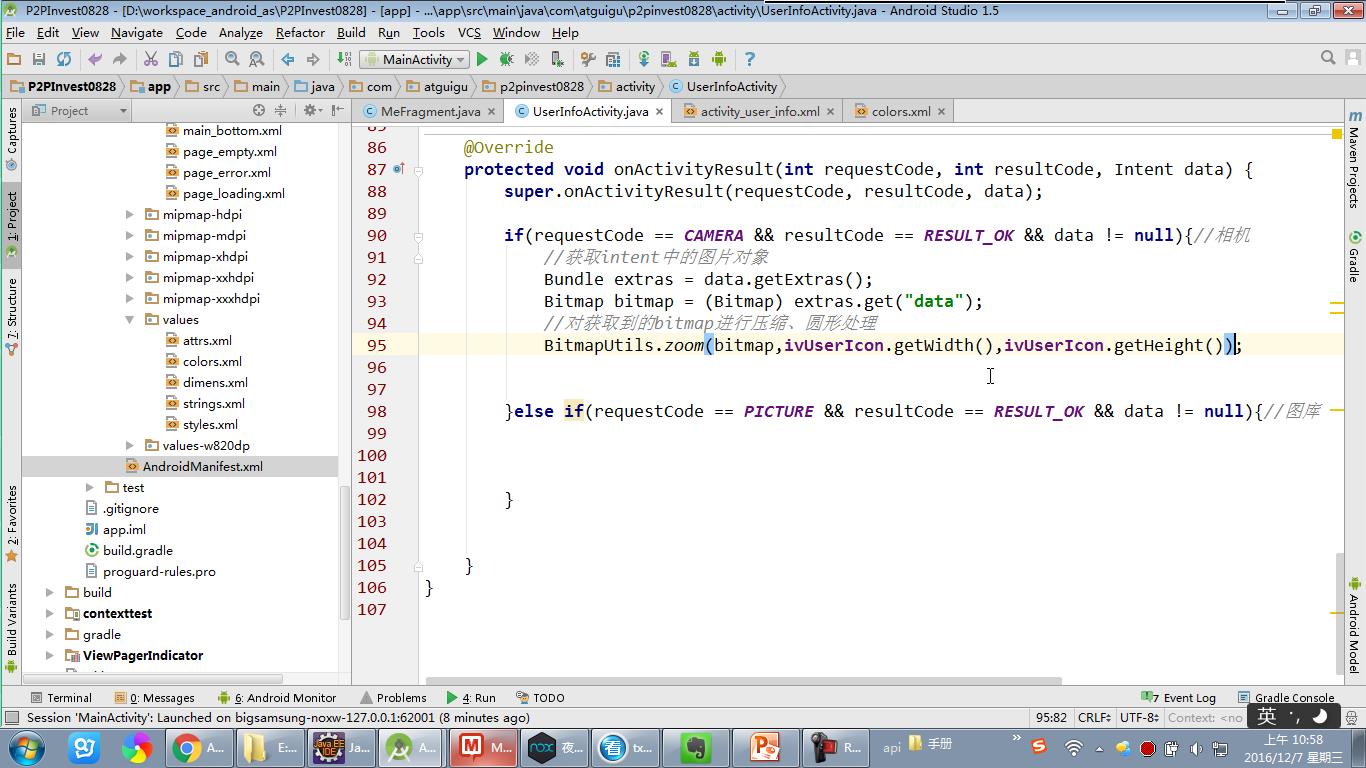 P2PInvest0828 - [D:\workspace_android_as\P2PInvest0828] - [app] - ...\app\src\main\java\com\atguigu\p2pinvest0828\activity\UserInfoActivity.java - Android Studio 1.5
File Edit View Navigate Code Analyze Refactor Build Run Tools VCS Window Help
MainActivity
P2PInvest0828 app src main java com atguigu p2pinvest0828 activity UserInfoActivity
Project
MeFragment.java UserInfoActivity.java activity_user_info.xml colors.xml
Captures
1: Project
7: Structure
2: Favorites
Build Variants
main_bottom.xml
page_empty.xml
page_error.xml
page_loading.xml
mipmap-hdpi
mipmap-mdpi
mipmap-xhdpi
mipmap-xxhdpi
mipmap-xxxhdpi
values
attrs.xml
colors.xml
dimens.xml
strings.xml
styles.xml
values-w820dp
AndroidManifest.xml
test
.gitignore
app.iml
build.gradle
proguard-rules.pro
build
contexttest
gradle
ViewPagerIndicator
85
86 @Override
87 protected void onActivityResult(int requestCode, int resultCode, Intent data) {
88 super.onActivityResult(requestCode, resultCode, data);
89
90 if(requestCode == CAMERA && resultCode == RESULT_OK && data != null){//相机
91 //获取intent中的图片对象
92 Bundle extras = data.getExtras();
93 Bitmap bitmap = (Bitmap) extras.get("data");
94 //对获取到的bitmap进行压缩、圆形处理
95 BitmapUtils.zoom(bitmap,ivUserIcon.getWidth(),ivUserIcon.getHeight());
96
97
98 }else if(requestCode == PICTURE && resultCode == RESULT_OK && data != null){//图库
99
100
101
102 }
103
104
105 }
106 }
107
m
Maven Projects
Gradle
Android Model
Terminal 0: Messages 6: Android Monitor Problems 4: Run TODO 7 Event Log Gradle Console
Session 'MainActivity': Launched on bigsamsung-noxw-127.0.0.1:62001 (8 minutes ago) 95:82 CRLF UTF-8 Context: <no
英
A... E:... Ja... A... M... 夜... tx... R... api 手册
上午 10:58
2016/12/7 星期三